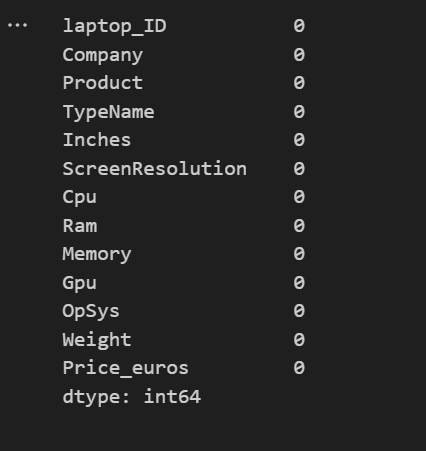 ... laptop_ID 0
Company 0
Product 0
TypeName 0
Inches 0
ScreenResolution 0
Cpu 0
Ram 0
Memory 0
Gpu 0
OpSys 0
Weight 0
Price_euros 0
dtype: int64